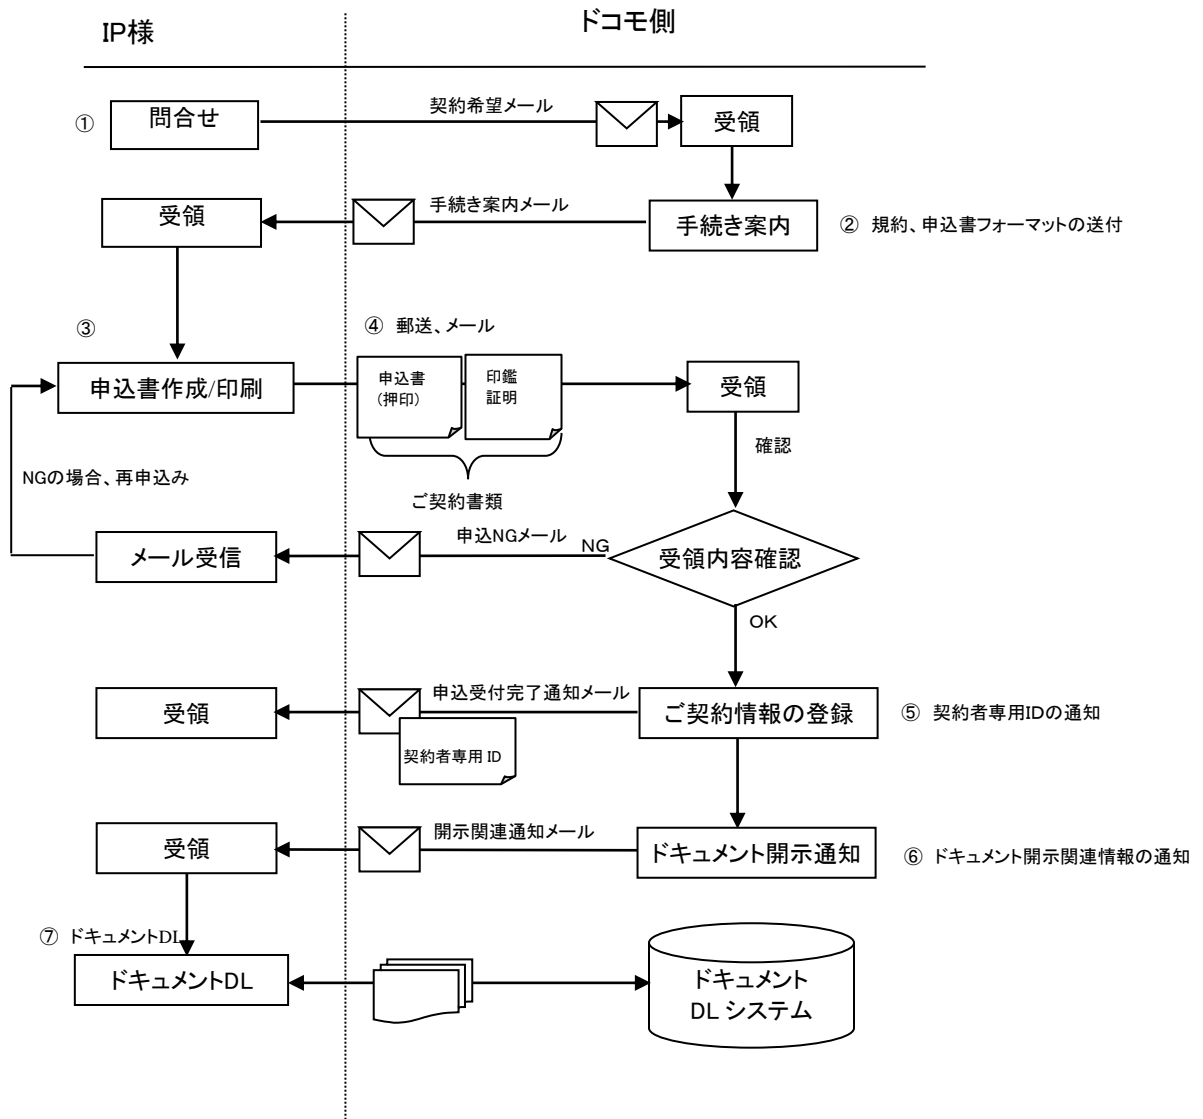 IP様
ドコモ側
①
問合せ
契約希望メール
受領
受領
手続き案内メール
手続き案内
② 規約、申込書フォーマットの送付
③
④ 郵送、メール
申込書作成/印刷
申込書
(押印)
印鑑
証明
受領
確認
NGの場合、再申込み
ご契約書類
メール受信
申込NGメール
NG
受領内容確認
OK
受領
申込受付完了通知メール
ご契約情報の登録
⑤ 契約者専用IDの通知
契約者専用 ID
受領
開示関連通知メール
ドキュメント開示通知
⑥ ドキュメント開示関連情報の通知
⑦ ドキュメントDL
ドキュメントDL
ドキュメント
DL システム